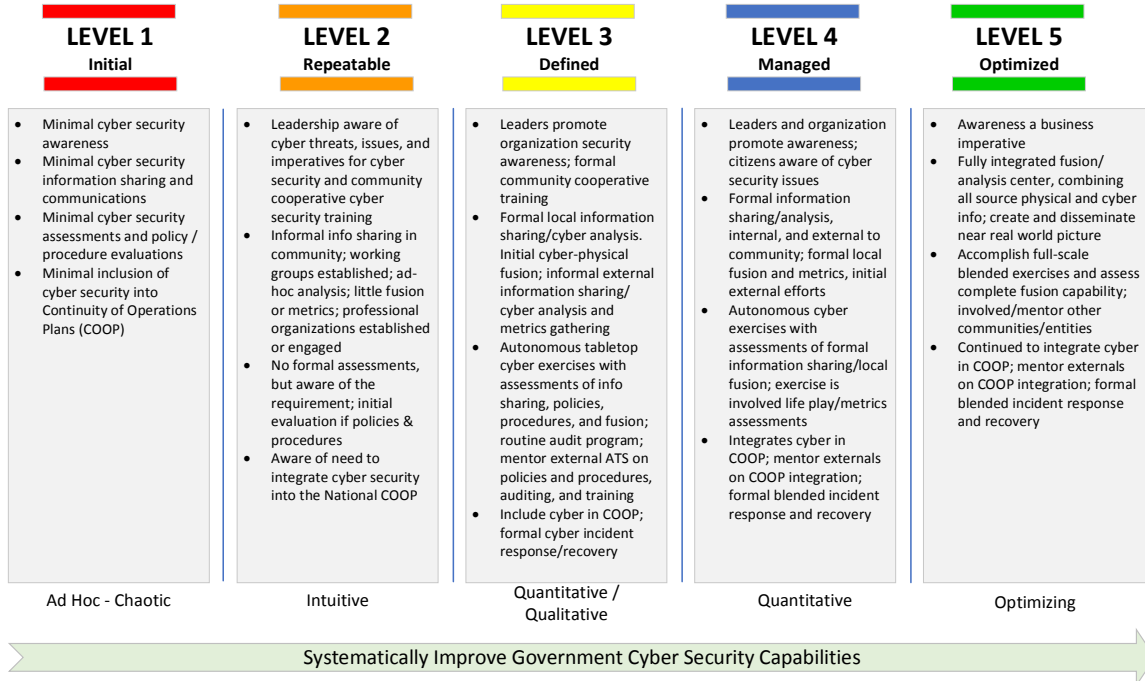 LEVEL 1
Initial
LEVEL 2
Repeatable
LEVEL 3
Defined
LEVEL 4
Managed
LEVEL 5
Optimized
• Minimal cyber security
awareness
• Minimal cyber security
information sharing and
communications
• Minimal cyber security
assessments and policy /
procedure evaluations
• Minimal inclusion of
cyber security into
Continuity of Operations
Plans (COOP)
• Leadership aware of
cyber threats, issues, and
imperatives for cyber
security and community
cooperative cyber
security training
• Informal info sharing in
community; working
groups established; ad-
hoc analysis; little fusion
or metrics; professional
organizations established
or engaged
• No formal assessments,
but aware of the
requirement; initial
evaluation if policies &
procedures
• Aware of need to
integrate cyber security
into the National COOP
• Leaders promote
organization security
awareness; formal
community cooperative
training
• Formal local information
sharing/cyber analysis.
Initial cyber-physical
fusion; informal external
information sharing/
cyber analysis and
metrics gathering
• Autonomous tabletop
cyber exercises with
assessments of info
sharing, policies,
procedures, and fusion;
routine audit program;
mentor external ATS on
policies and procedures,
auditing, and training
• Include cyber in COOP;
formal cyber incident
response/recovery
• Leaders and organization
promote awareness;
citizens aware of cyber
security issues
• Formal information
sharing/analysis,
internal, and external to
community; formal local
fusion and metrics, initial
external efforts
• Autonomous cyber
exercises with
assessments of formal
information sharing/local
fusion; exercise is
involved life play/metrics
assessments
• Integrates cyber in
COOP; mentor externals
on COOP integration;
formal blended incident
response and recovery
• Awareness a business
imperative
• Fully integrated fusion/
analysis center, combining
all source physical and cyber
info; create and disseminate
near real world picture
• Accomplish full-scale
blended exercises and assess
complete fusion capability;
involved/mentor other
communities/entities
• Continued to integrate cyber
in COOP; mentor externals
on COOP integration; formal
blended incident response
and recovery
Ad Hoc - Chaotic
Intuitive
Quantitative /
Qualitative
Quantitative
Optimizing
Systematically Improve Government Cyber Security Capabilities